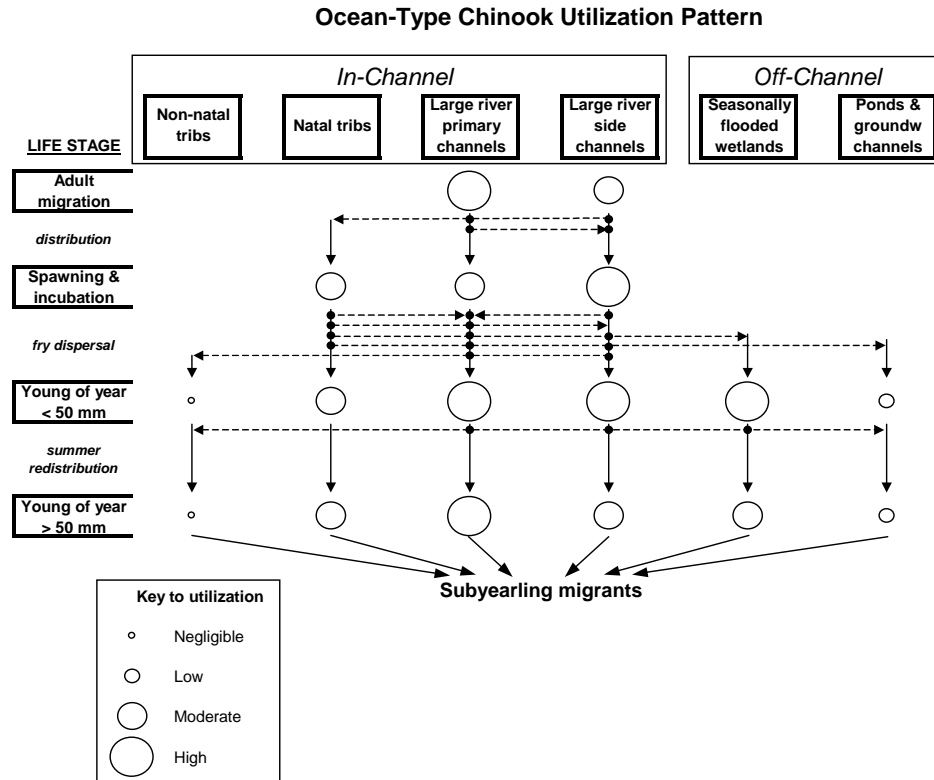 Ocean-Type Chinook Utilization Pattern
In-Channel
Off-Channel
Non-natal
tribs
Natal tribs
Large river
primary
channels
Large river
side
channels
Seasonally
flooded
wetlands
Ponds &
groundw
channels
LIFE STAGE
Adult
migration
distribution
Spawning &
incubation
fry dispersal
Young of year
< 50 mm
summer
redistribution
Young of year
> 50 mm
Subyearling migrants
Key to utilization
Negligible
Low
Moderate
High